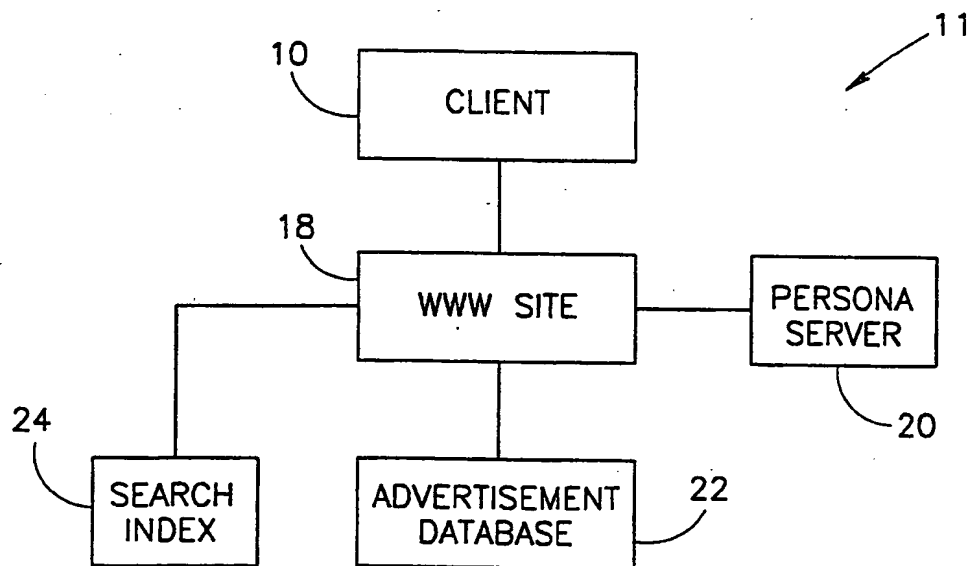 11
10
CLIENT
18
WWW SITE
PERSONA
SERVER
20
24
SEARCH
INDEX
ADVERTISEMENT
DATABASE
22